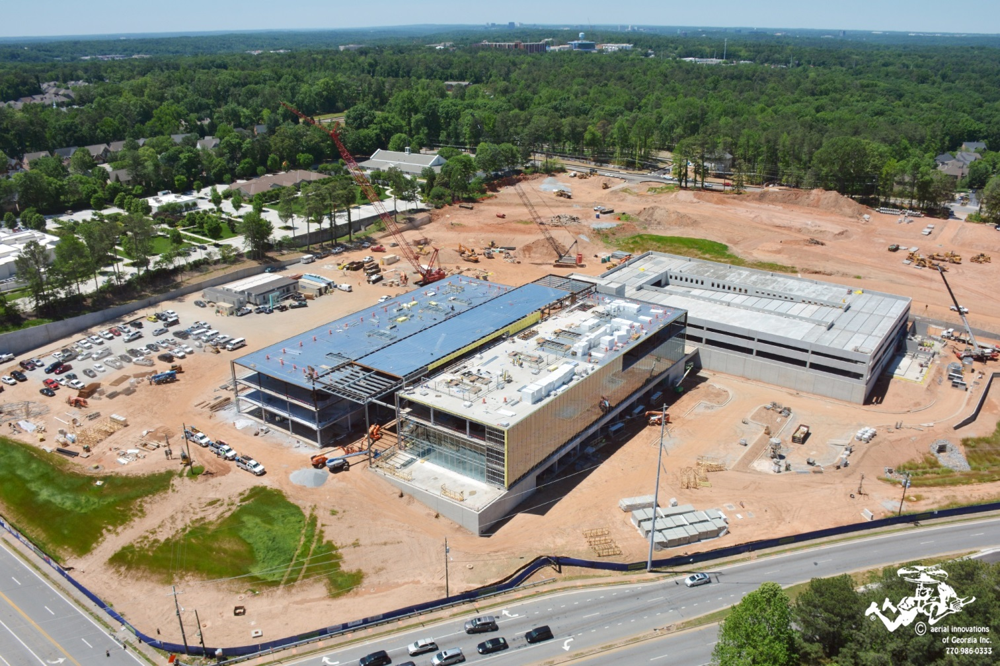 ® © aerial innovations
of Georgia Inc.
770-986-0333